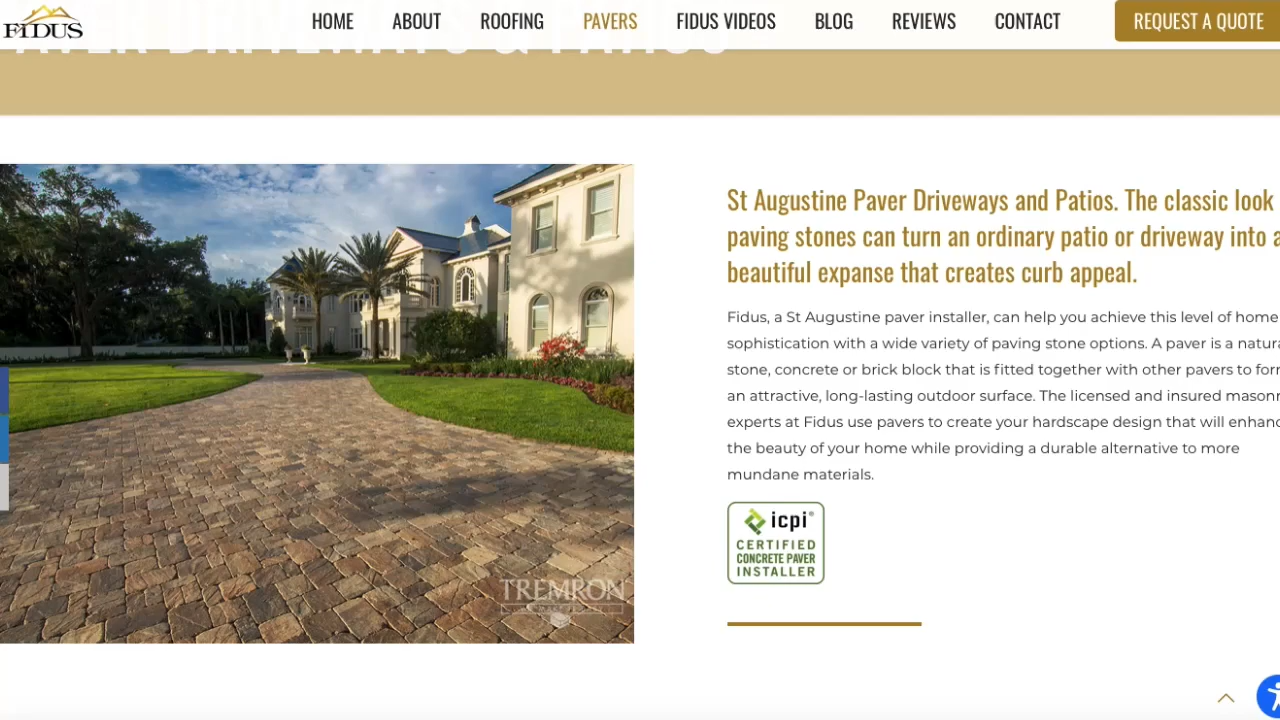 FIDUS
HOME ABOUT ROOFING PAVERS FIDUS VIDEOS BLOG REVIEWS CONTACT REQUEST A QUOTE
St Augustine Paver Driveways and Patios. The classic look
paving stones can turn an ordinary patio or driveway into a
beautiful expanse that creates curb appeal.
Fidus, a St Augustine paver installer, can help you achieve this level of home
sophistication with a wide variety of paving stone options. A paver is a natura
stone, concrete or brick block that is fitted together with other pavers to for
an attractive, long-lasting outdoor surface. The licensed and insured mason
experts at Fidus use pavers to create your hardscape design that will enhanc
the beauty of your home while providing a durable alternative to more
mundane materials.
icpi®
CERTIFIED
CONCRETE PAVER
INSTALLER
TREMRON